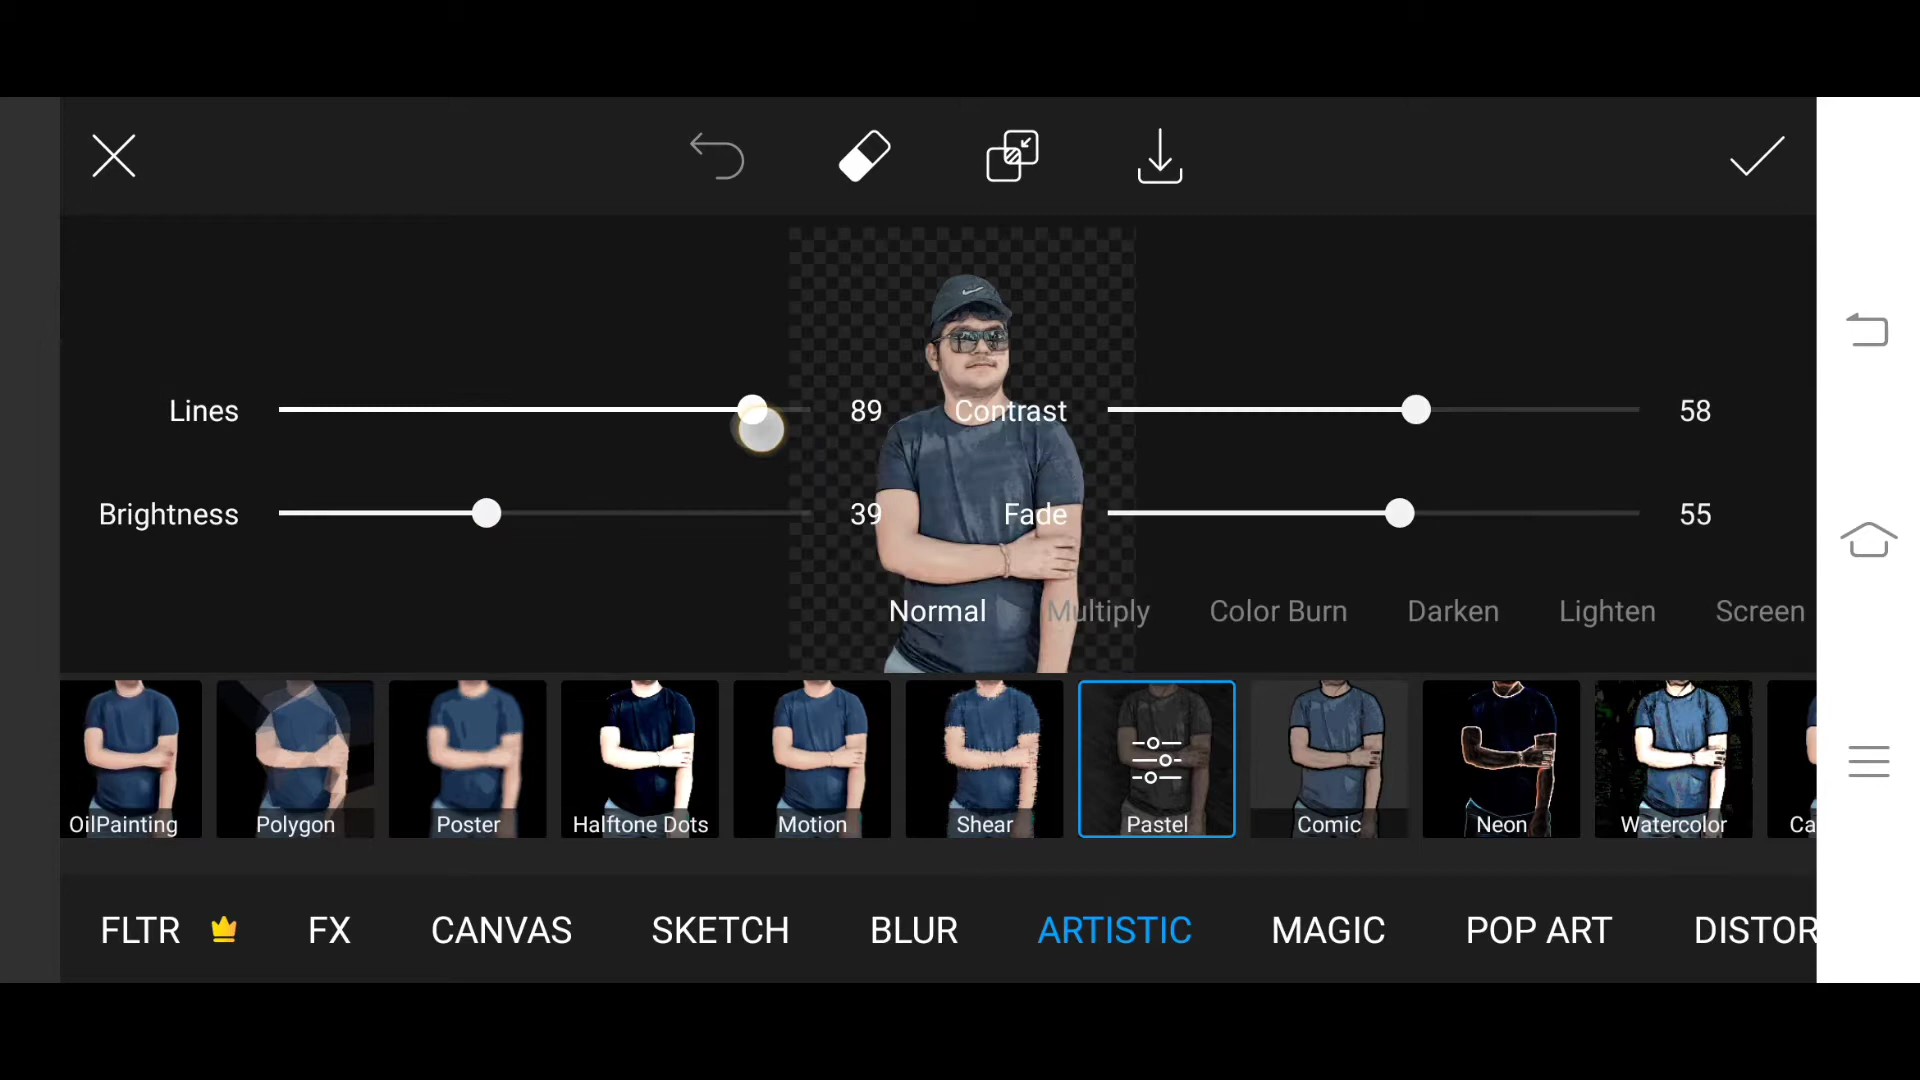 Lines 89 Contrast 58
Brightness 39 Fade 55
Normal Multiply Color Burn Darken Lighten Screen
OilPainting Polygon Poster Halftone Dots Motion Shear Pastel Comic Neon Watercolor Ca
FLTR FX CANVAS SKETCH BLUR ARTISTIC MAGIC POP ART DISTOR